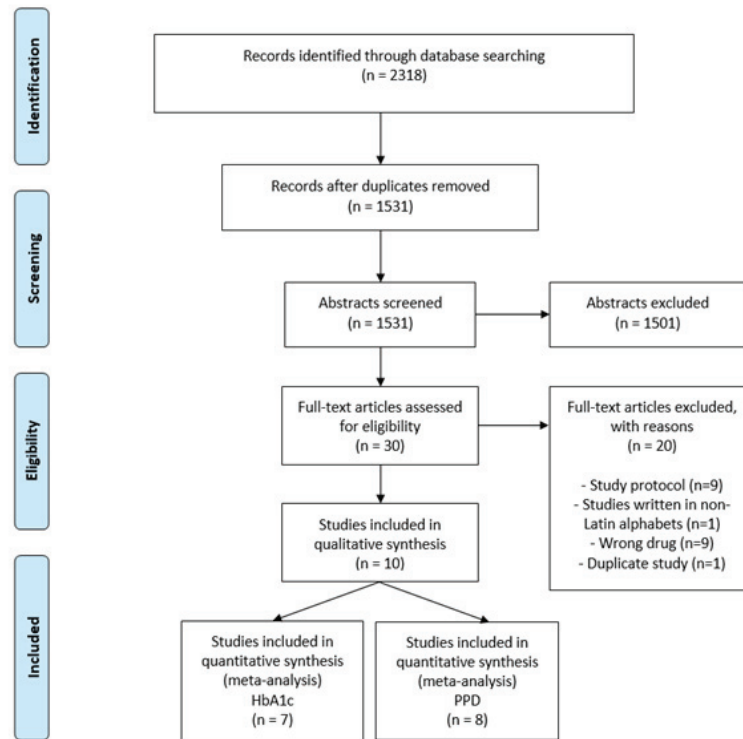 Identification
Records identified through database searching
(n = 2318)
Records after duplicates removed
(n = 1531)
Screening
Abstracts screened
(n = 1531)
Abstracts excluded
(n = 1501)
Eligibility
Full-text articles assessed
for eligibility
(n = 30)
Full-text articles excluded,
with reasons
(n = 20)
- Study protocol (n=9)
- Studies written in non-
Latin alphabets (n=1)
- Wrong drug (n=9)
- Duplicate study (n=1)
Studies included in
qualitative synthesis
(n = 10)
Included
Studies included in
quantitative synthesis
(meta-analysis)
HbA1c
(n = 7)
Studies included in
quantitative synthesis
(meta-analysis)
PPD
(n = 8)